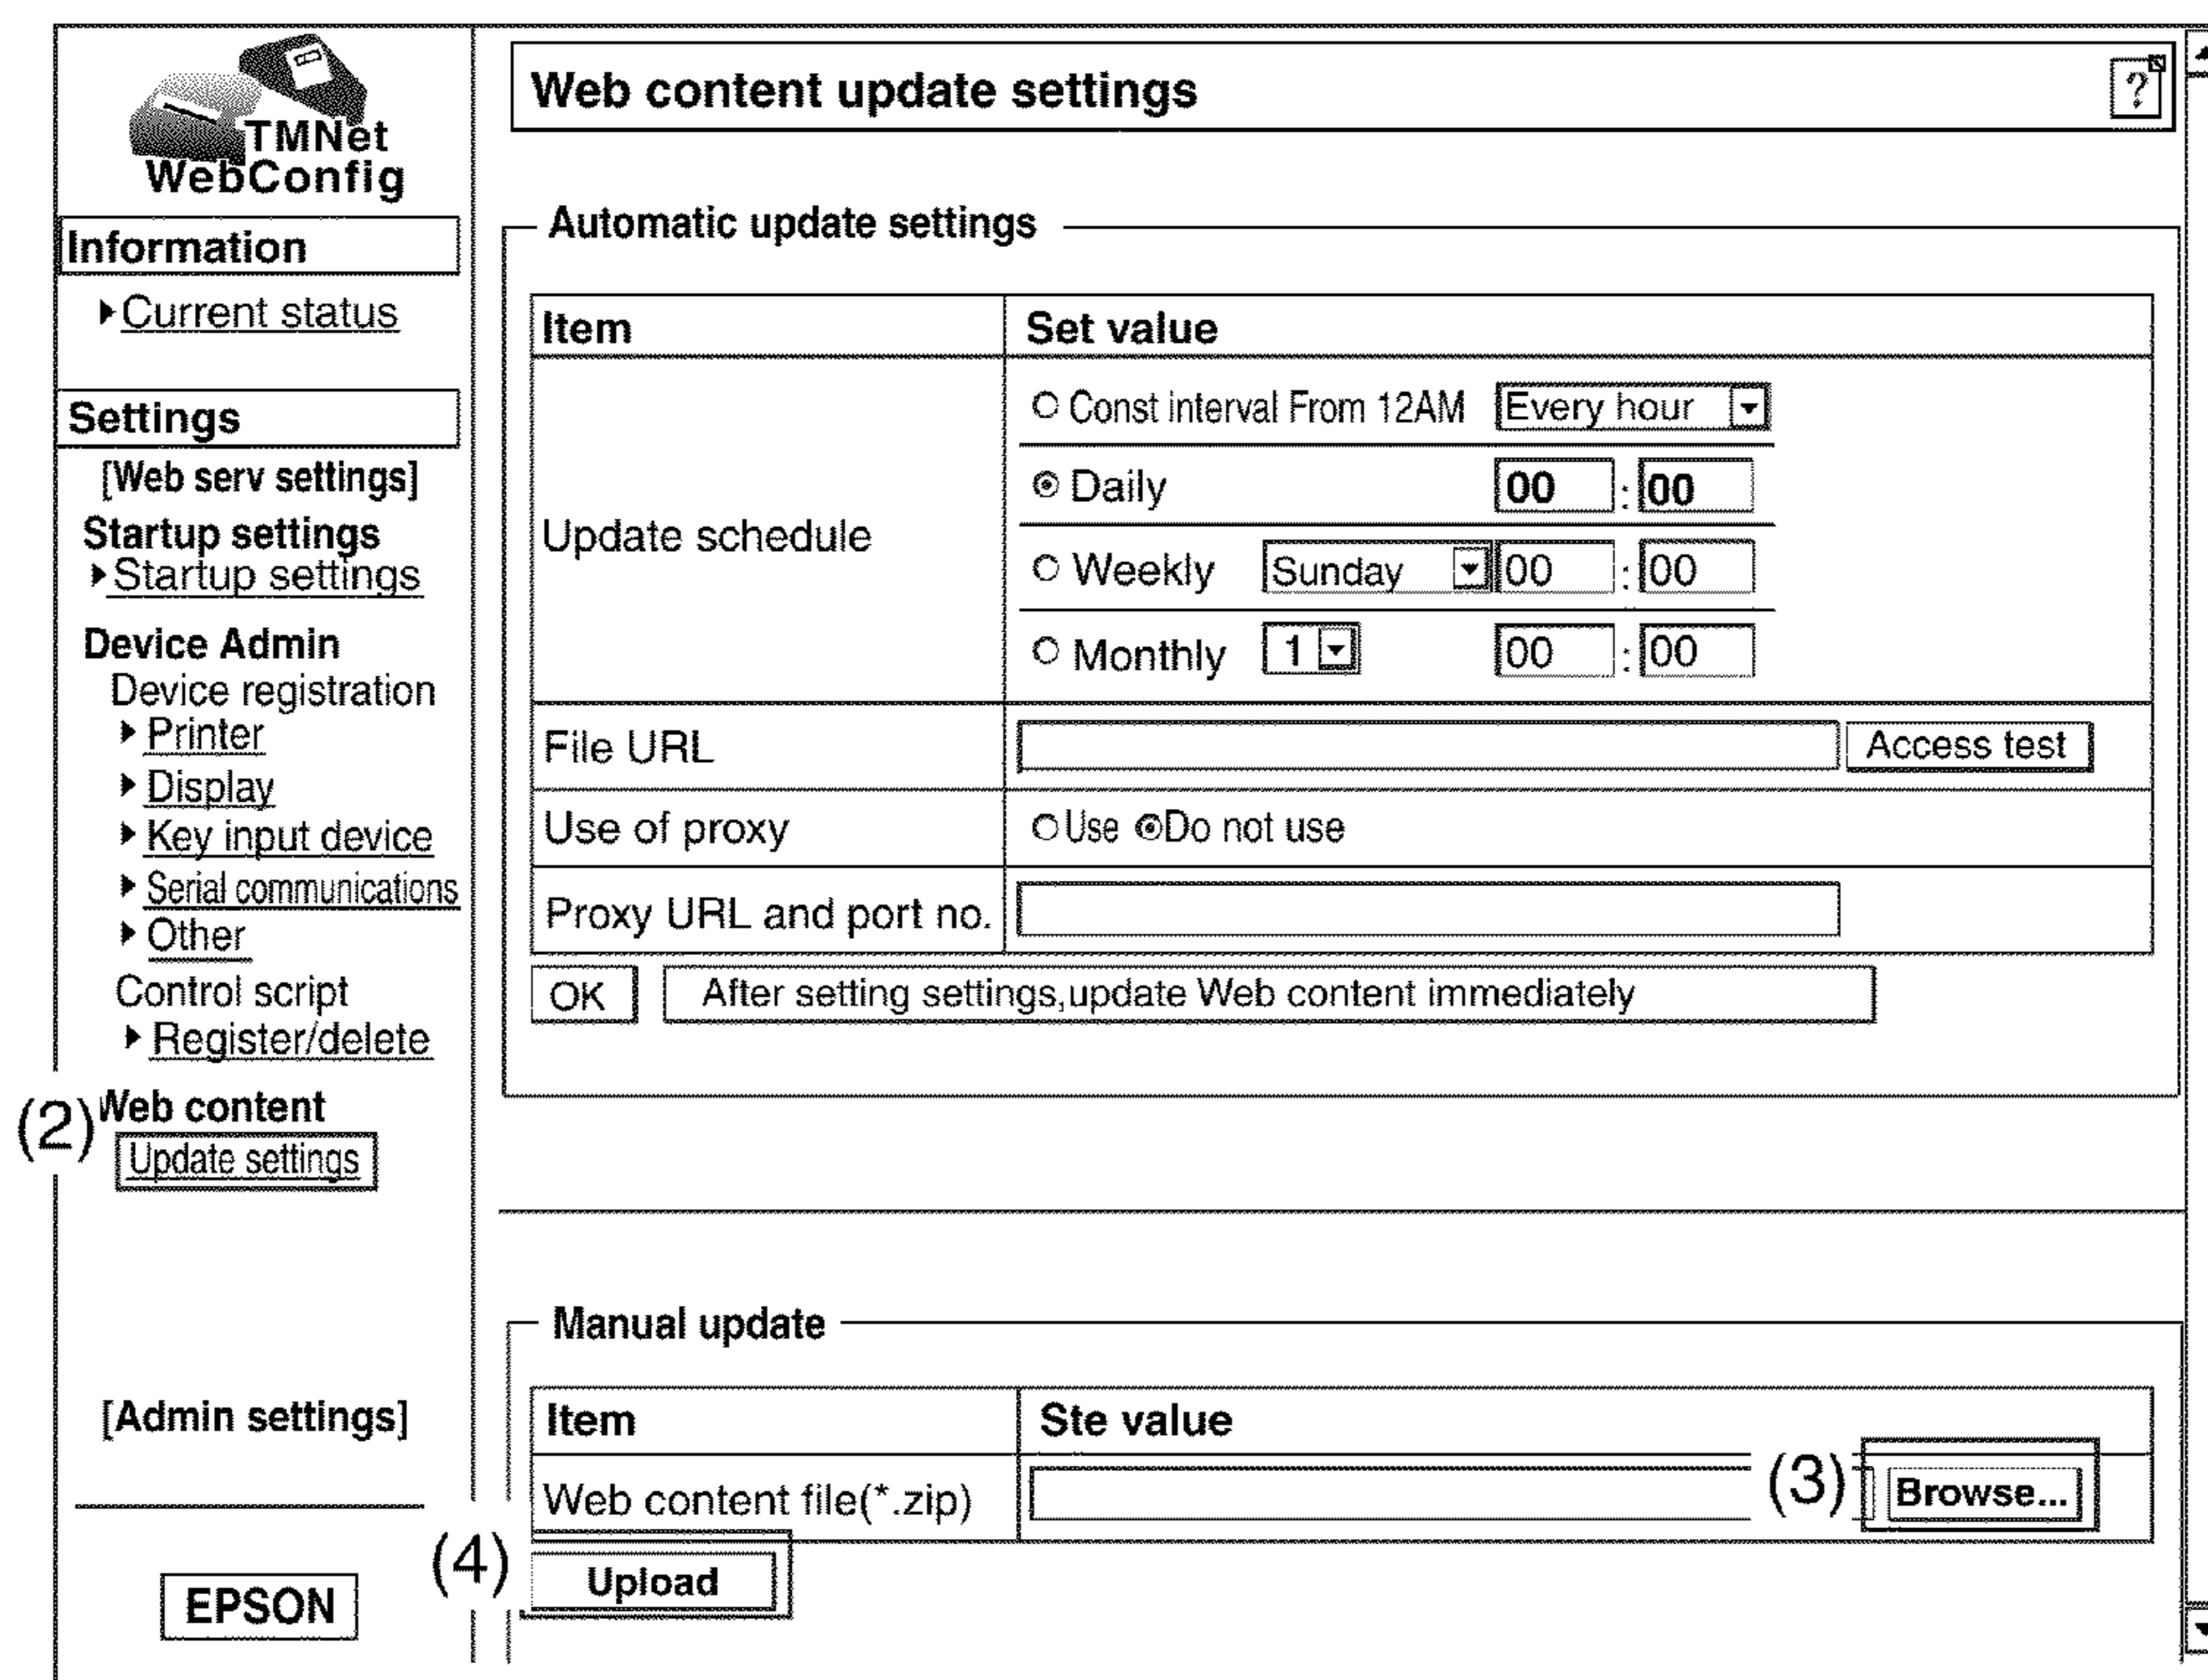 TMNet
WebConfig
Information
Current status
Settings
[Web serv settings]
Startup settings
Startup settings
Device Admin
Device registration
Printer
Display
Key input device
Serial communications
Other
Control script
Register/delete
(2) Web content
Update settings
[Admin settings]
EPSON
Web content update settings ?
Automatic update settings
Item Set value
Update schedule
Const interval From 12AM Every hour
Daily 00 : 00
Weekly Sunday 00 : 00
Monthly 1 00 : 00
File URL Access test
Use of proxy Use Do not use
Proxy URL and port no.
OK After setting settings,update Web content immediately
Manual update
Item Ste value
Web content file(*.zip) (3) Browse...
(4) Upload